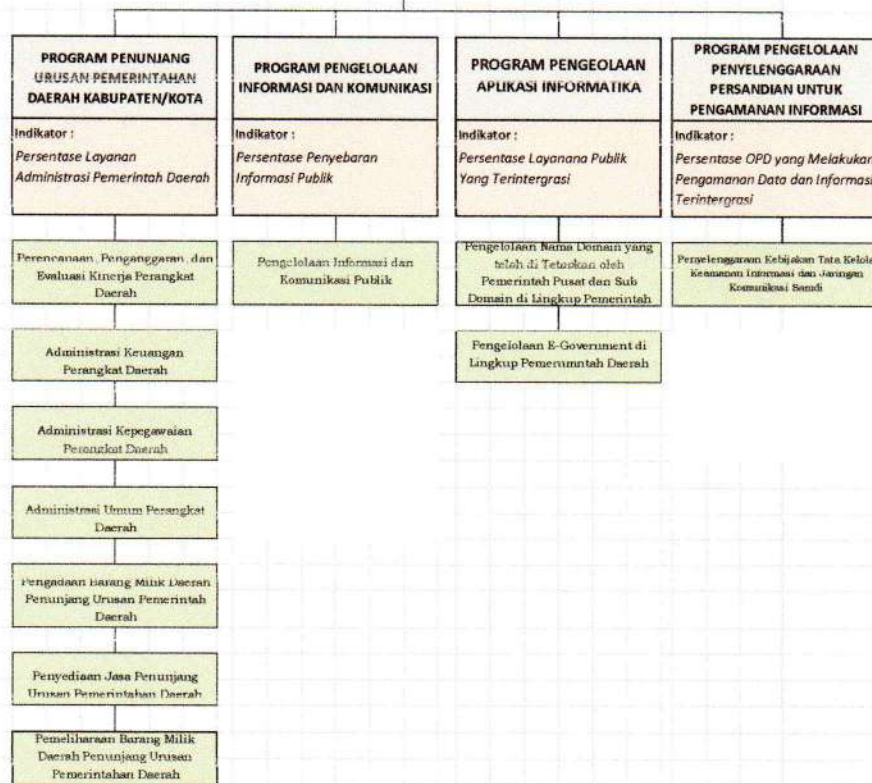 PROGRAM PENUNJANG
URUSAN PEMERINTAHAN
DAERAH KABUPATEN/KOTA
Indikator :
Persentase Layanan
Administrasi Pemerintah Daerah
Perencanaan, Penganggaran, dan
Evaluasi Kinerja Perangkat
Daerah
Administrasi Keuangan
Perangkat Daerah
Administrasi Kepegawaian
Perangkat Daerah
Administrasi Umum Perangkat
Daerah
Pengadaan Barang Milik Daerah
Penunjang Urusan Pemerintah
Daerah
Penyediaan Jasa Penunjang
Urusan Pemerintahan Daerah
Pemeliharaan Barang Milik
Daerah Penunjang Urusan
Pemerintahan Daerah
PROGRAM PENGELOLAAN
INFORMASI DAN KOMUNIKASI
Indikator :
Persentase Penyebaran
Informasi Publik
Pengelolaan Informasi dan
Komunikasi Publik
PROGRAM PENGEOLAAN
APLIKASI INFORMATIKA
Indikator :
Persentase Layanana Publik
Yang Terintergrasi
Pengelolaan Nama Domain yang
telah di Tetapkan oleh
Pemerintah Pusat dan Sub
Domain di Lingkup Pemerintah
Pengelolaan E-Government di
Lingkup Pemerumntah Daerah
PROGRAM PENGELOLAAN
PENYELENGGARAAN
PERSANDIAN UNTUK
PENGAMANAN INFORMASI
Indikator :
Persentase OPD yang Melakukan
Pengamanan Data dan Informasi
Terintergrasi
Penyelenggaraan Kebijakan Tata Kelola
Keamanan Informasi dan Jaringan
Komunikasi Sandi